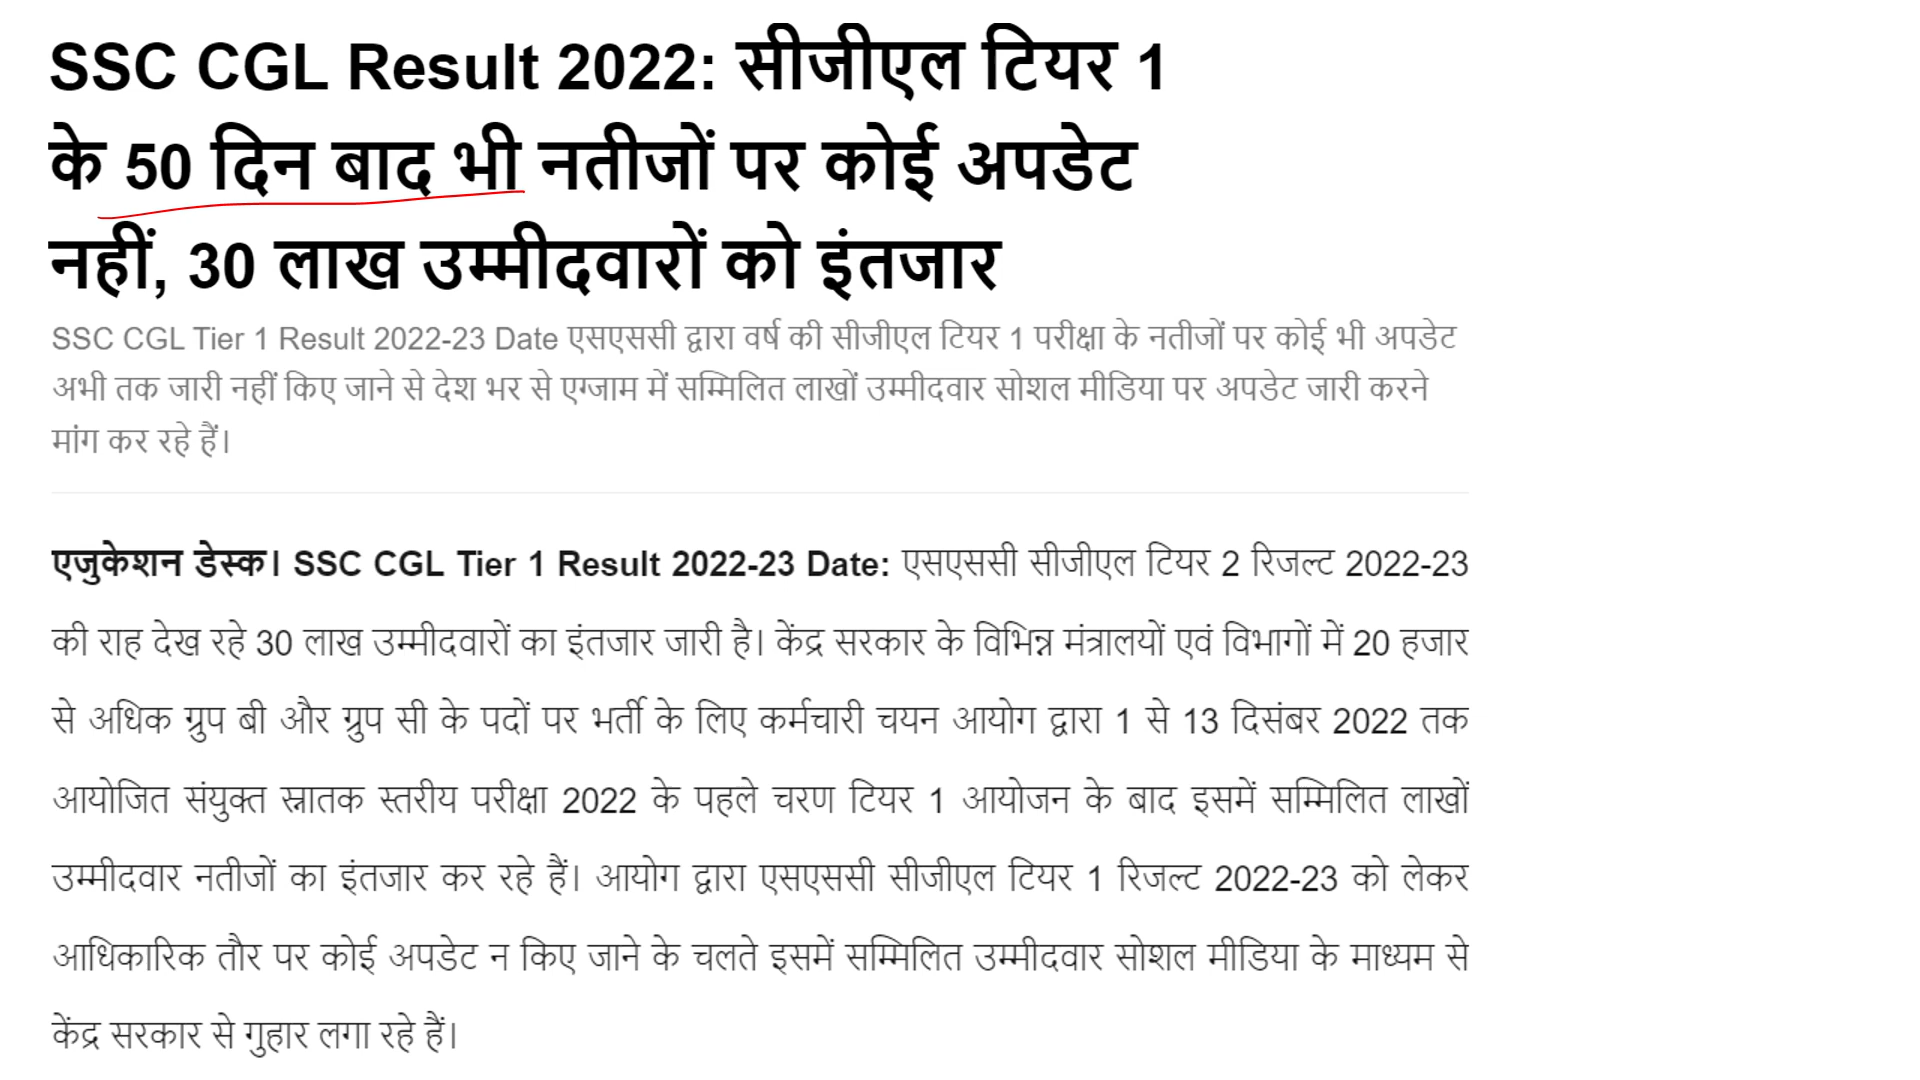 SSC CGL Result 2022: सीजीएल टियर 1
के 50 दिन बाद भी नतीजों पर कोई अपडेट
नहीं, 30 लाख उम्मीदवारों को इंतजार
SSC CGL Tier 1 Result 2022-23 Date एसएससी द्वारा वर्ष की सीजीएल टियर 1 परीक्षा के नतीजों पर कोई भी अपडेट
अभी तक जारी नहीं किए जाने से देश भर से एग्जाम में सम्मिलित लाखों उम्मीदवार सोशल मीडिया पर अपडेट जारी करने
मांग कर रहे हैं।
एजुकेशन डेस्क। SSC CGL Tier 1 Result 2022-23 Date: एसएससी सीजीएल टियर 2 रिजल्ट 2022-23
की राह देख रहे 30 लाख उम्मीदवारों का इंतजार जारी है। केंद्र सरकार के विभिन्न मंत्रालयों एवं विभागों में 20 हजार
से अधिक ग्रुप बी और ग्रुप सी के पदों पर भर्ती के लिए कर्मचारी चयन आयोग द्वारा 1 से 13 दिसंबर 2022 तक
आयोजित संयुक्त स्नातक स्तरीय परीक्षा 2022 के पहले चरण टियर 1 आयोजन के बाद इसमें सम्मिलित लाखों
उम्मीदवार नतीजों का इंतजार कर रहे हैं। आयोग द्वारा एसएससी सीजीएल टियर 1 रिजल्ट 2022-23 को लेकर
आधिकारिक तौर पर कोई अपडेट न किए जाने के चलते इसमें सम्मिलित उम्मीदवार सोशल मीडिया के माध्यम से
केंद्र सरकार से गुहार लगा रहे हैं।